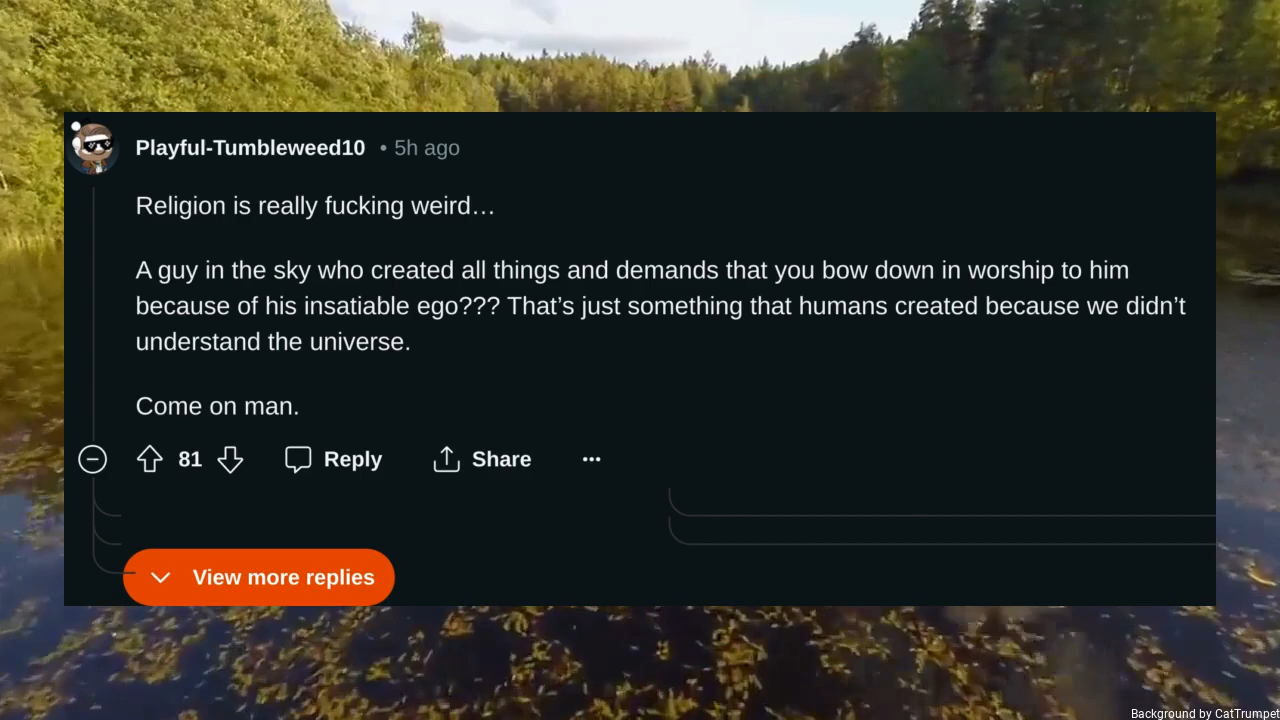 Playful-Tumbleweed10 • 5h ago
Religion is really fucking weird…
A guy in the sky who created all things and demands that you bow down in worship to him
because of his insatiable ego??? That’s just something that humans created because we didn’t
understand the universe.
Come on man.
81 Reply Share ...
View more replies
Background by CatTrumpet